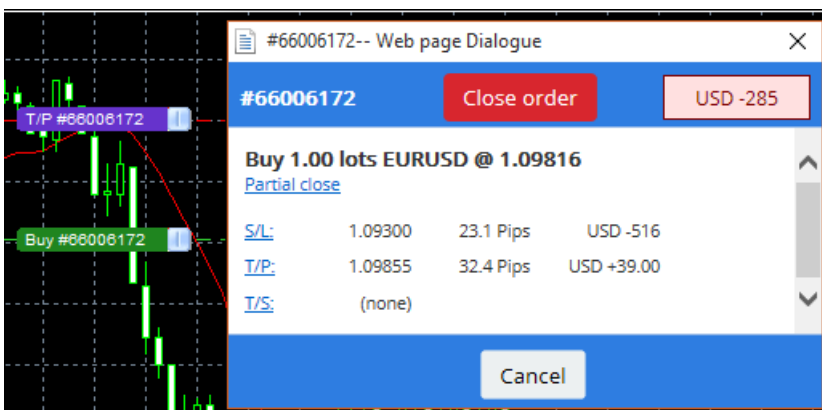 #66006172-- Web page Dialogue
#66006172 Close order USD -285
T/P #66006172
Buy 1.00 lots EURUSD @ 1.09816
Partial close
S/L: 1.09300 23.1 Pips USD -516
Buy #66006172
T/P: 1.09855 32.4 Pips USD +39.00
T/S: (none)
Cancel